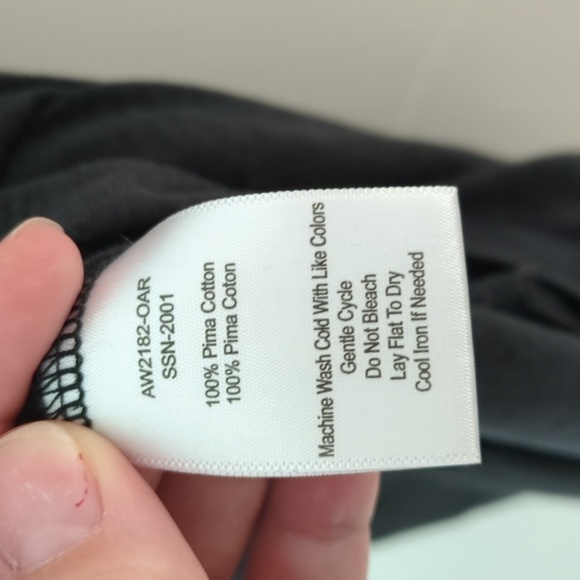 AW2182-OAR
SSN-2001
100% Pima Cotton
100% Pima Coton
Machine Wash Cold With Like Colors
Gentle Cycle
Do Not Bleach
Lay Flat To Dry
Cool Iron If Needed